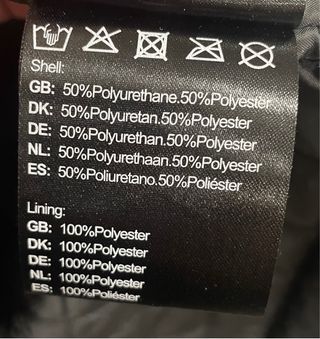 Shell:
GB: 50%Polyurethane.50%Polyester
DK: 50%Polyuretan.50%Polyester
DE: 50%Polyurethan.50%Polyester
NL: 50%Polyurethaan.50%Polyester
ES: 50%Poliuretano.50%Poliéster
Lining:
GB: 100%Polyester
DK: 100%Polyester
DE: 100%Polyester
NL: 100%Polyester
ES: 100%Poliéster